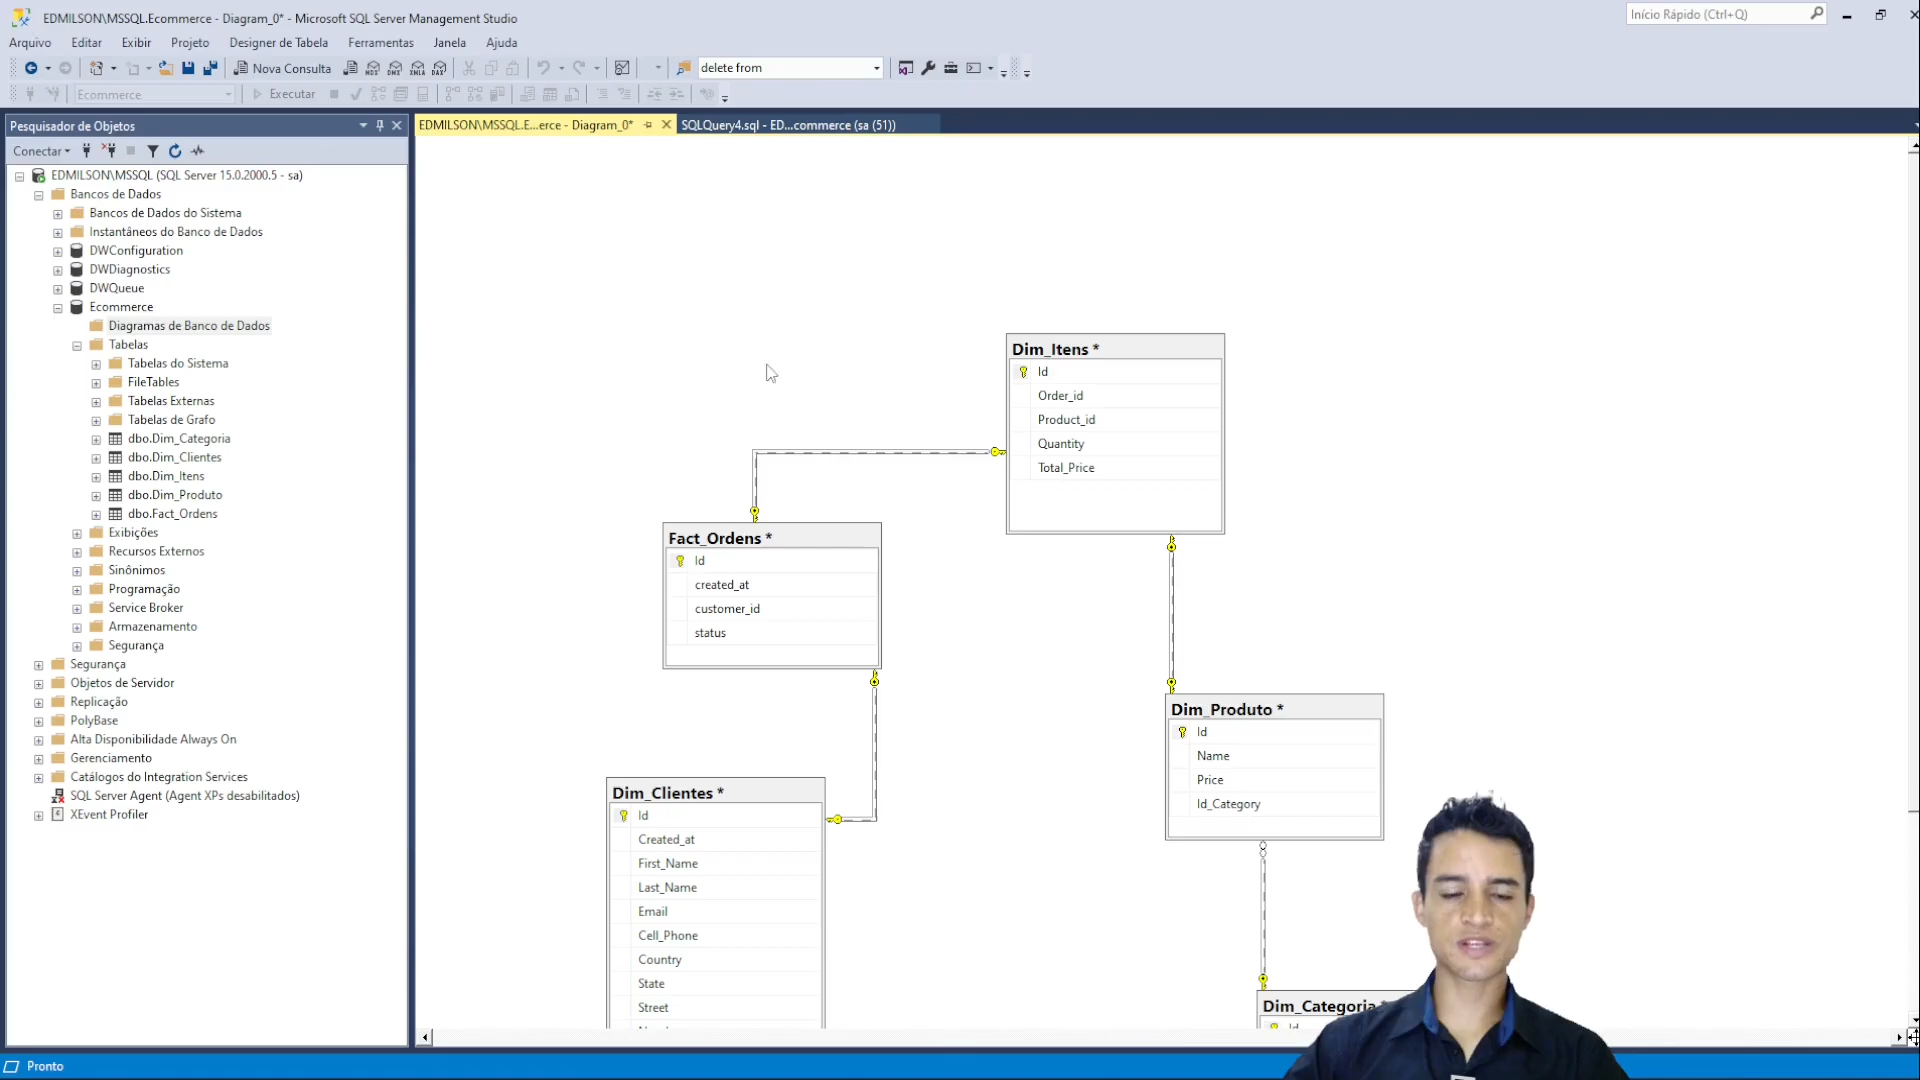 EDMILSON\MSSQL.Ecommerce - Diagram_0* - Microsoft SQL Server Management Studio
Início Rápido (Ctrl+Q)
Arquivo Editar Exibir Projeto Designer de Tabela Ferramentas Janela Ajuda
Nova Consulta MDX DMX XMLA DAX delete from
Ecommerce Executar
Pesquisador de Objetos
EDMILSON\MSSQL.E...erce - Diagram_0*
SQLQuery4.sql - ED...commerce (sa (51))
Conectar
EDMILSON\MSSQL (SQL Server 15.0.2000.5 - sa)
Bancos de Dados
Bancos de Dados do Sistema
Instantâneos do Banco de Dados
DWConfiguration
DWDiagnostics
DWQueue
Ecommerce
Diagramas de Banco de Dados
Tabelas
Tabelas do Sistema
FileTables
Tabelas Externas
Tabelas de Grafo
dbo.Dim_Categoria
dbo.Dim_Clientes
dbo.Dim_Itens
dbo.Dim_Produto
dbo.Fact_Ordens
Exibições
Recursos Externos
Sinônimos
Programação
Service Broker
Armazenamento
Segurança
Segurança
Objetos de Servidor
Replicação
PolyBase
Alta Disponibilidade Always On
Gerenciamento
Catálogos do Integration Services
SQL Server Agent (Agent XPs desabilitados)
XEvent Profiler
Dim_Itens *
Id
Order_id
Product_id
Quantity
Total_Price
Fact_Ordens *
Id
created_at
customer_id
status
Dim_Produto *
Id
Name
Price
Id_Category
Dim_Clientes *
Id
Created_at
First_Name
Last_Name
Email
Cell_Phone
Country
State
Street
Dim_Categoria
Id
Pronto